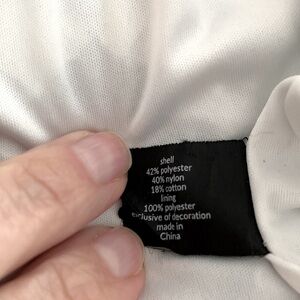 shell
42% polyester
40% nylon
18% cotton
lining
100% polyester
exclusive of decoration
made in
China